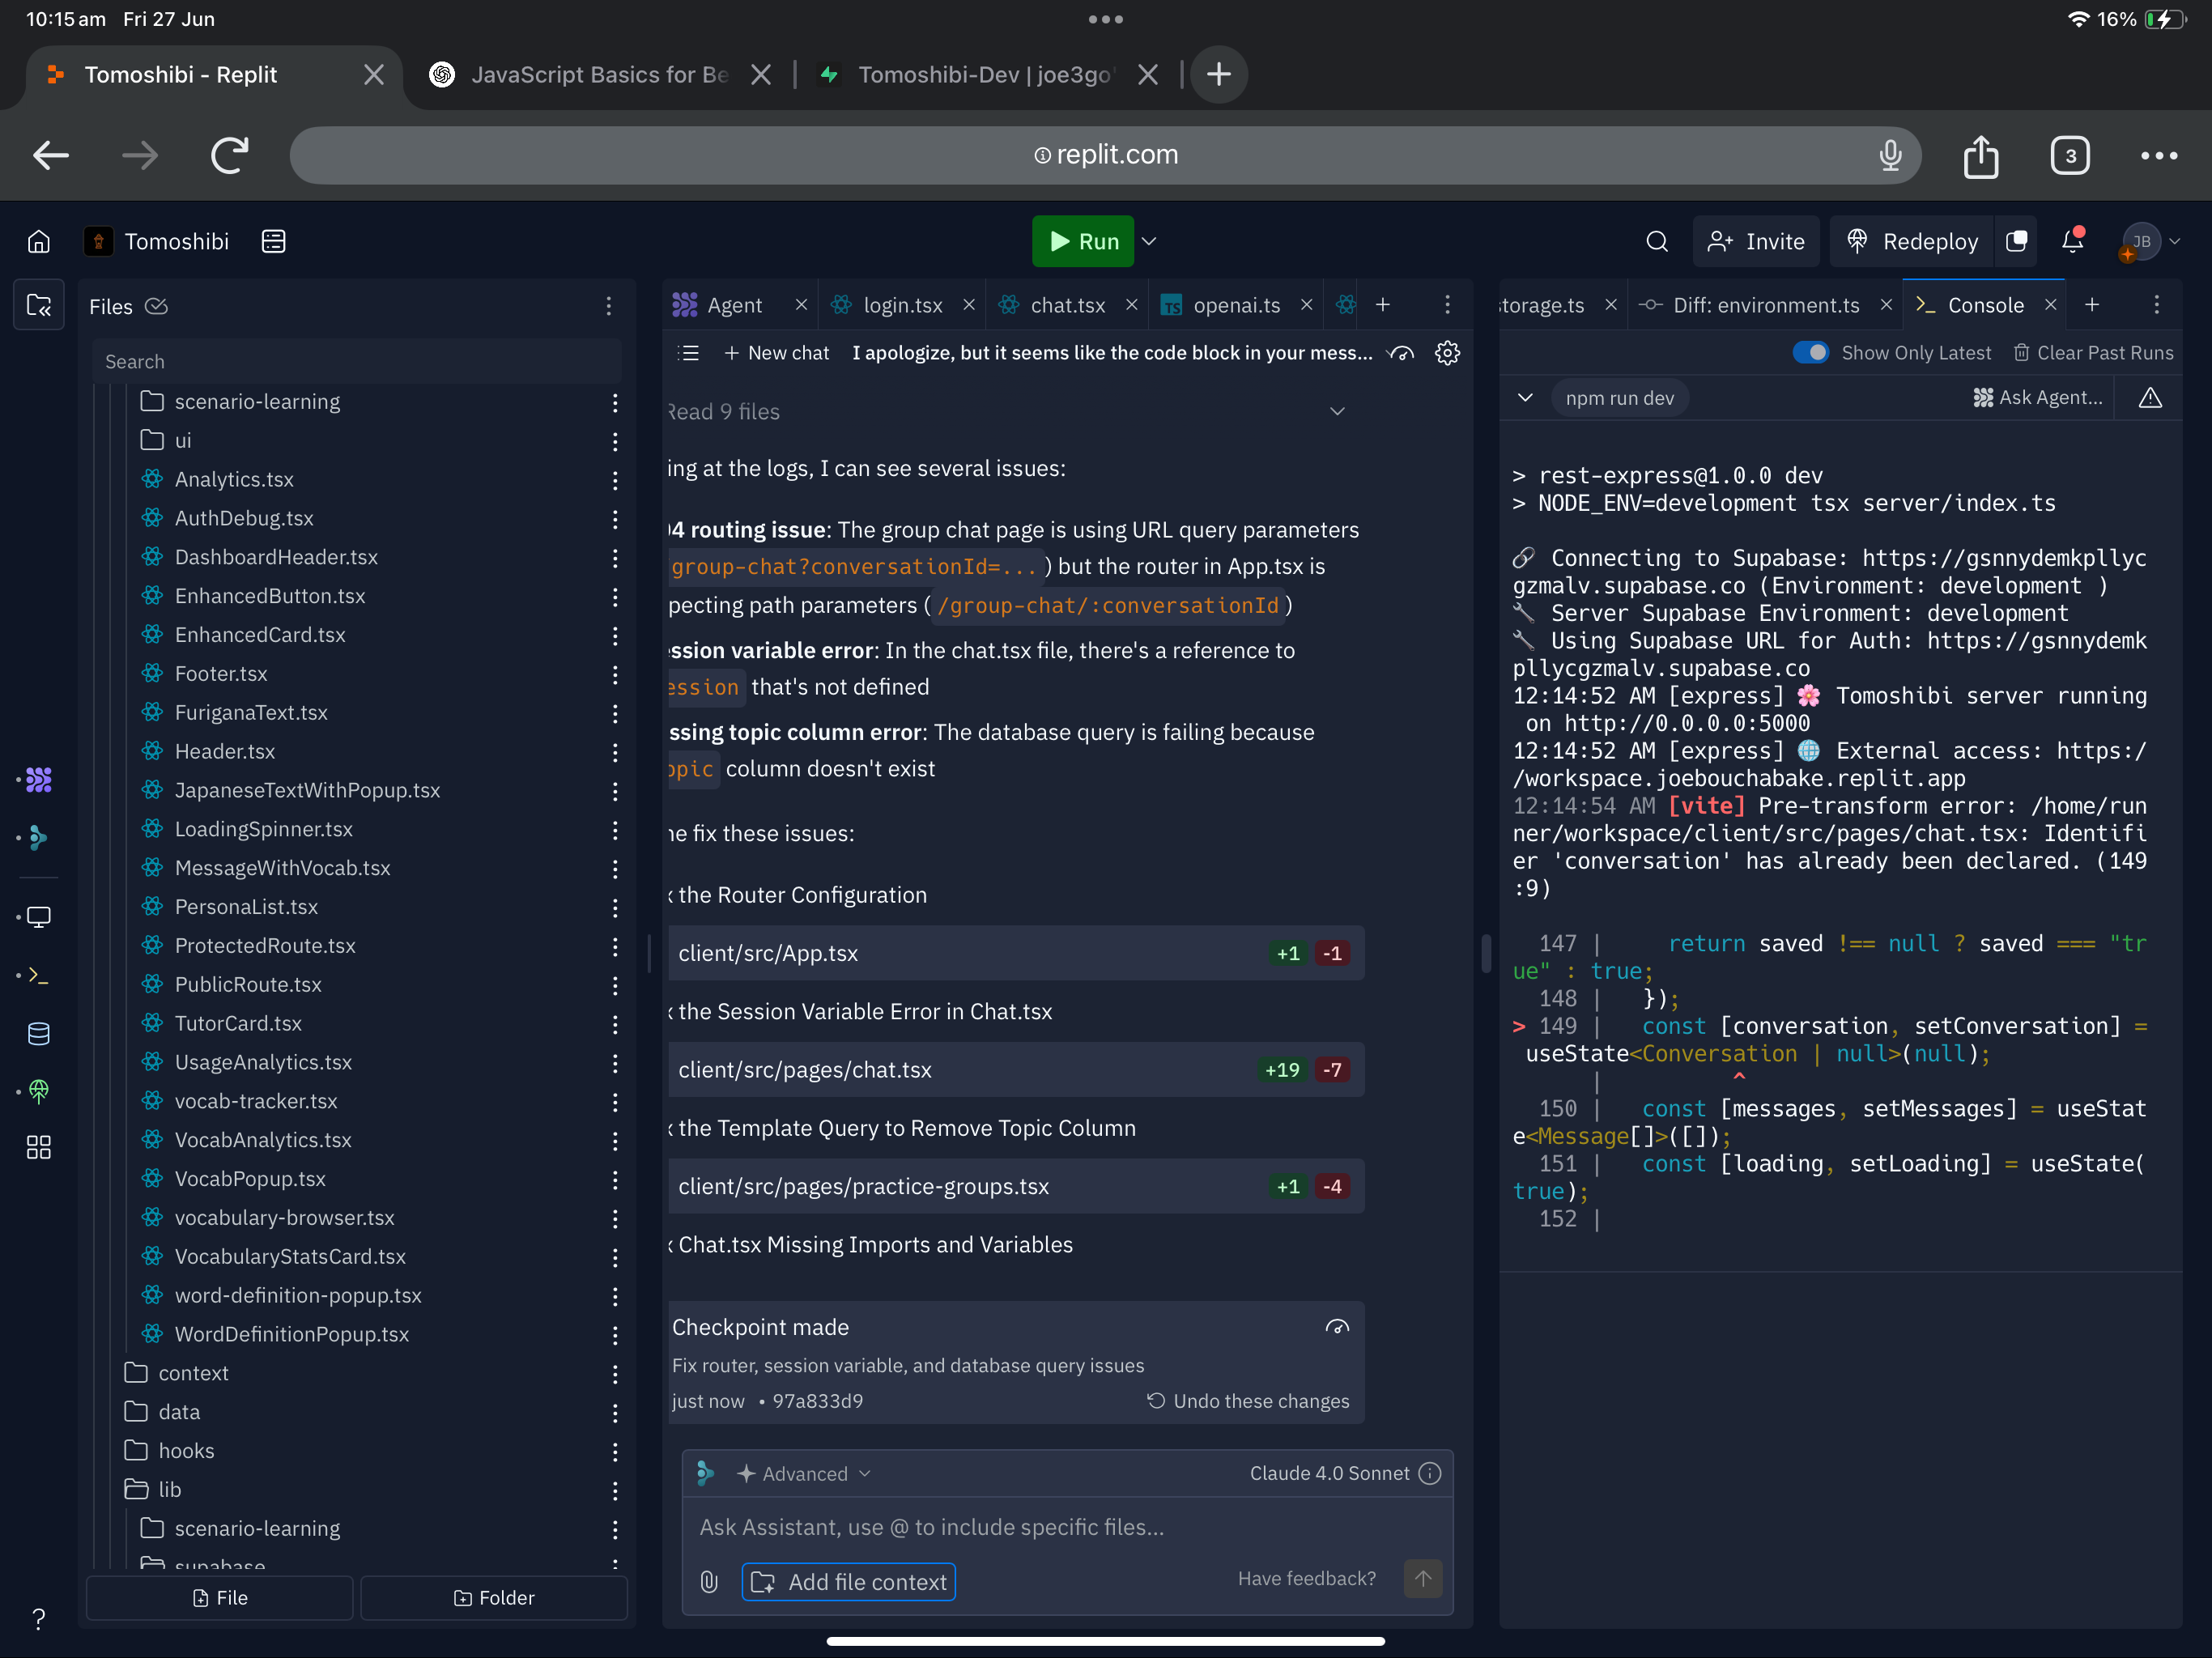 10:15 am Fri 27 Jun
16%
Tomoshibi - Replit
JavaScript Basics for Be
Tomoshibi-Dev | joe3go'
replit.com
3
Tomoshibi
Run
Invite
Redeploy
JB
Files
Search
scenario-learning
ui
Analytics.tsx
AuthDebug.tsx
DashboardHeader.tsx
EnhancedButton.tsx
EnhancedCard.tsx
Footer.tsx
FuriganaText.tsx
Header.tsx
JapaneseTextWithPopup.tsx
LoadingSpinner.tsx
MessageWithVocab.tsx
PersonaList.tsx
ProtectedRoute.tsx
PublicRoute.tsx
TutorCard.tsx
UsageAnalytics.tsx
vocab-tracker.tsx
VocabAnalytics.tsx
VocabPopup.tsx
vocabulary-browser.tsx
VocabularyStatsCard.tsx
word-definition-popup.tsx
WordDefinitionPopup.tsx
context
data
hooks
lib
scenario-learning
supabase
File
Folder
?
Agent
login.tsx
chat.tsx
TS openai.ts
New chat
I apologize, but it seems like the code block in your mess...
Read 9 files
ing at the logs, I can see several issues:
04 routing issue: The group chat page is using URL query parameters
group-chat?conversationId=... ) but the router in App.tsx is
pecting path parameters ( /group-chat/:conversationId )
ession variable error: In the chat.tsx file, there's a reference to
ession that's not defined
ssing topic column error: The database query is failing because
opic column doesn't exist
ne fix these issues:
x the Router Configuration
client/src/App.tsx +1 -1
x the Session Variable Error in Chat.tsx
client/src/pages/chat.tsx +19 -7
x the Template Query to Remove Topic Column
client/src/pages/practice-groups.tsx +1 -4
x Chat.tsx Missing Imports and Variables
Checkpoint made
Fix router, session variable, and database query issues
just now • 97a833d9
Undo these changes
Advanced
Claude 4.0 Sonnet
Ask Assistant, use @ to include specific files...
Add file context
Have feedback?
storage.ts
Diff: environment.ts
Console
Show Only Latest
Clear Past Runs
npm run dev
Ask Agent...
> rest-express@1.0.0 dev
> NODE_ENV=development tsx server/index.ts
🔗 Connecting to Supabase: https://gsnnydemkpllyc
gzmalv.supabase.co (Environment: development )
🔧 Server Supabase Environment: development
🔧 Using Supabase URL for Auth: https://gsnnydemk
pllycgzmalv.supabase.co
12:14:52 AM [express] 🌸 Tomoshibi server running
on http://0.0.0.0:5000
12:14:52 AM [express] 🌐 External access: https:/
/workspace.joebouchabake.replit.app
12:14:54 AM [vite] Pre-transform error: /home/run
ner/workspace/client/src/pages/chat.tsx: Identifi
er 'conversation' has already been declared. (149
:9)
147 | return saved !== null ? saved === "tr
ue" : true;
148 | });
> 149 | const [conversation, setConversation] =
useState<Conversation | null>(null);
| ^
150 | const [messages, setMessages] = useStat
e<Message[]>([]);
151 | const [loading, setLoading] = useState(
true);
152 |